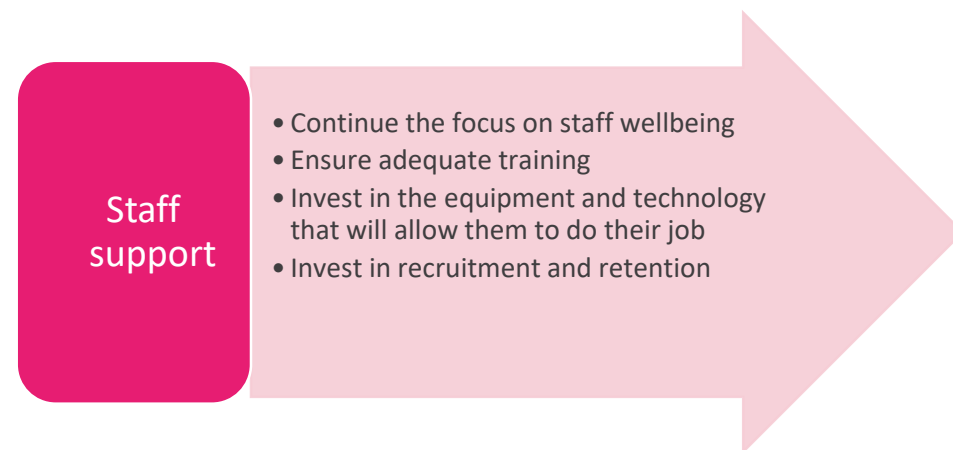 Staff
support
• Continue the focus on staff wellbeing
• Ensure adequate training
• Invest in the equipment and technology
that will allow them to do their job
• Invest in recruitment and retention